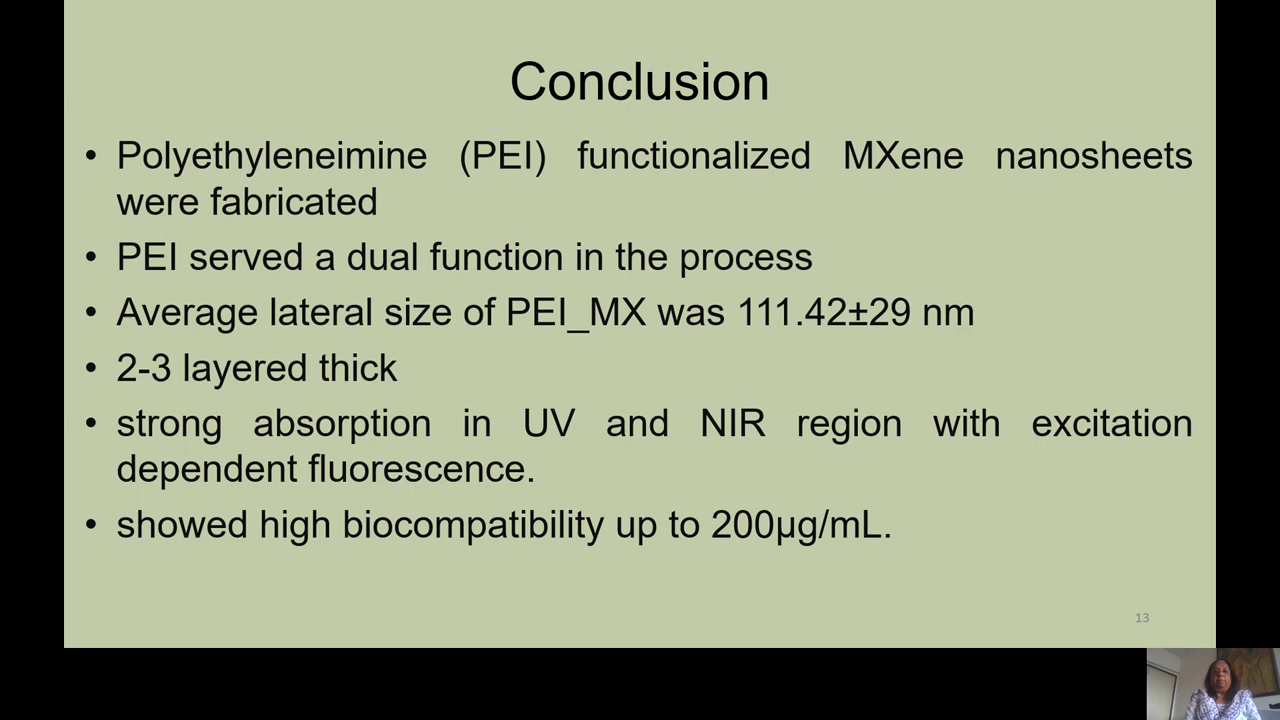 Conclusion
• Polyethyleneimine (PEI) functionalized MXene nanosheets
were fabricated
• PEI served a dual function in the process
• Average lateral size of PEI_MX was 111.42±29 nm
• 2-3 layered thick
• strong absorption in UV and NIR region with excitation
dependent fluorescence.
• showed high biocompatibility up to 200µg/mL.
13